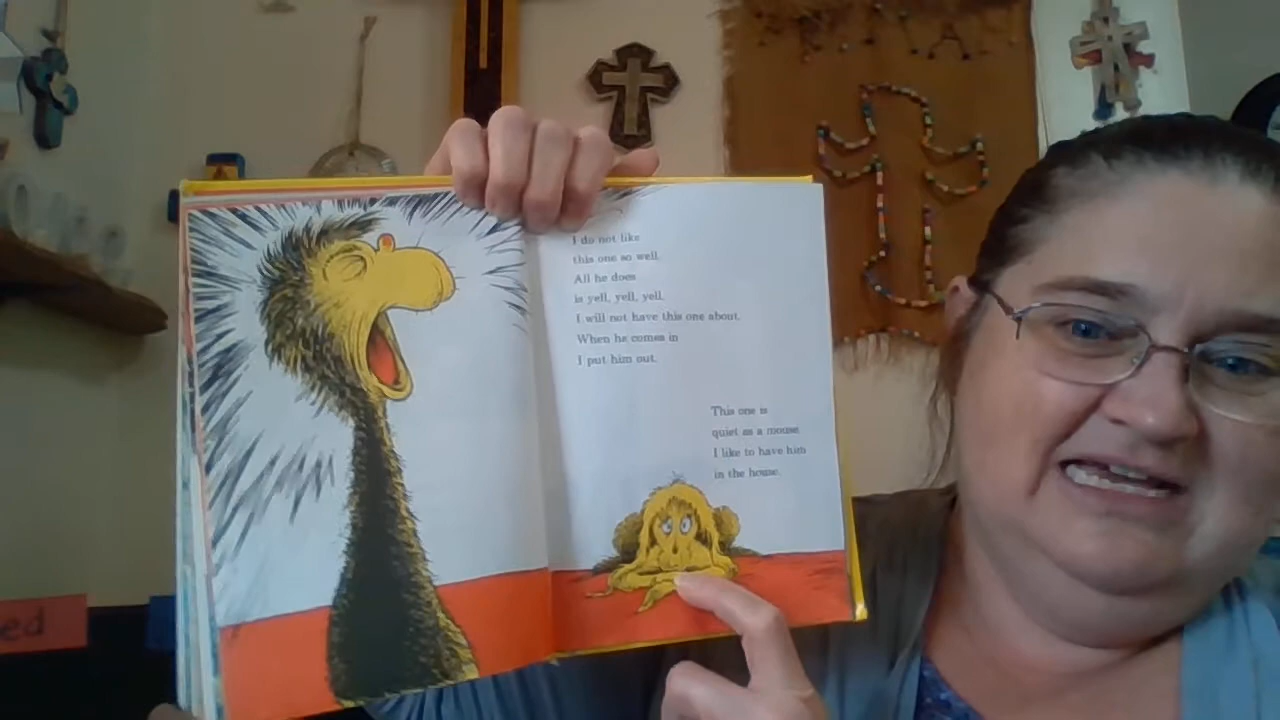 I do not like
this one so well.
All he does
is yell, yell, yell.
I will not have this one about.
When he comes in
I put him out.
This one is
quiet as a mouse.
I like to have him
in the house.
ed